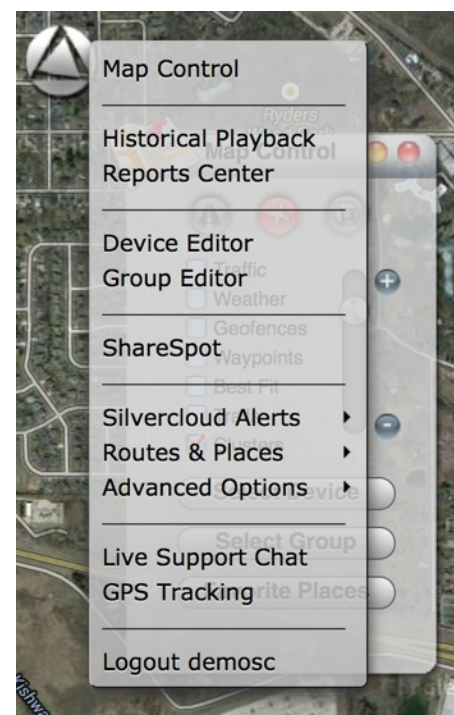 Map Control
Ryders
Historical Playback
Map Control
Reports Center
Device Editor
Group Editor
Traffic
Weather
Geofences
ShareSpot
Waypoints
Best Fit
Silvercloud Alerts
Clusters
Routes & Places
Advanced Options
Select Device
Select Group
Live Support Chat
GPS Tracking
Favorite Places
Logout demosc